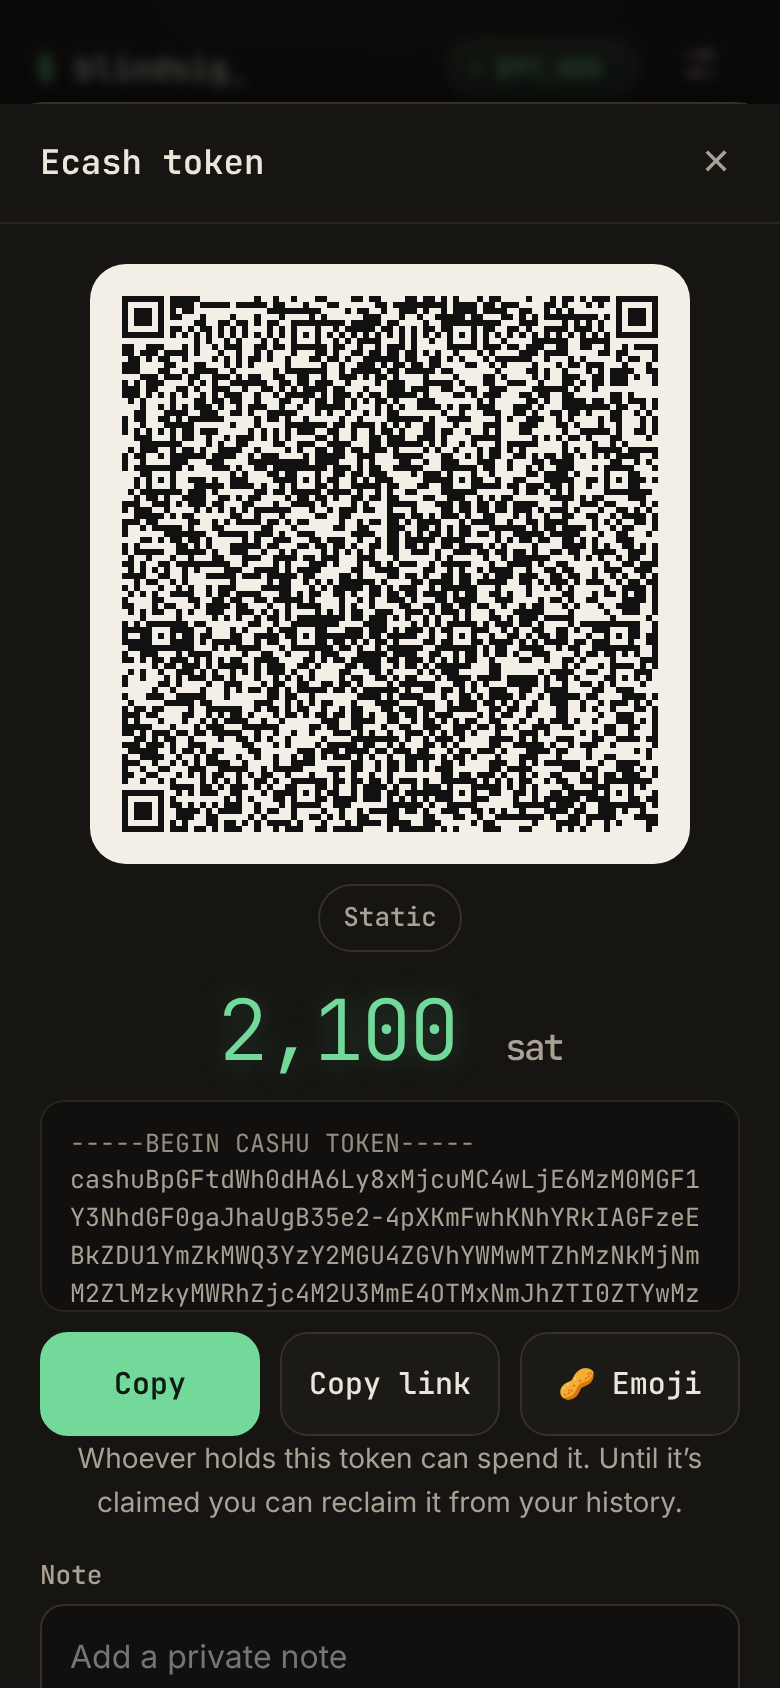 blindsig_
Ecash token
Static
2,100 sat
-----BEGIN CASHU TOKEN-----
cashuBpGFtdWh0dHA6Ly8xMjcuMC4wLjE6MzM0MGF1
Y3NhdGF0gaJhaUgB35e2-4pXKmFwhKNhYRkIAGFzeE
BkZDU1YmZkMWQ3YzY2MGU4ZGVhYWMwMTZhMzNkMjNm
M2ZlMzkyMWRhZjc4M2U3MmE4OTMxNmJhZTI0ZTYwMz
Copy
Copy link
🥜 Emoji
Whoever holds this token can spend it. Until it’s
claimed you can reclaim it from your history.
Note
Add a private note